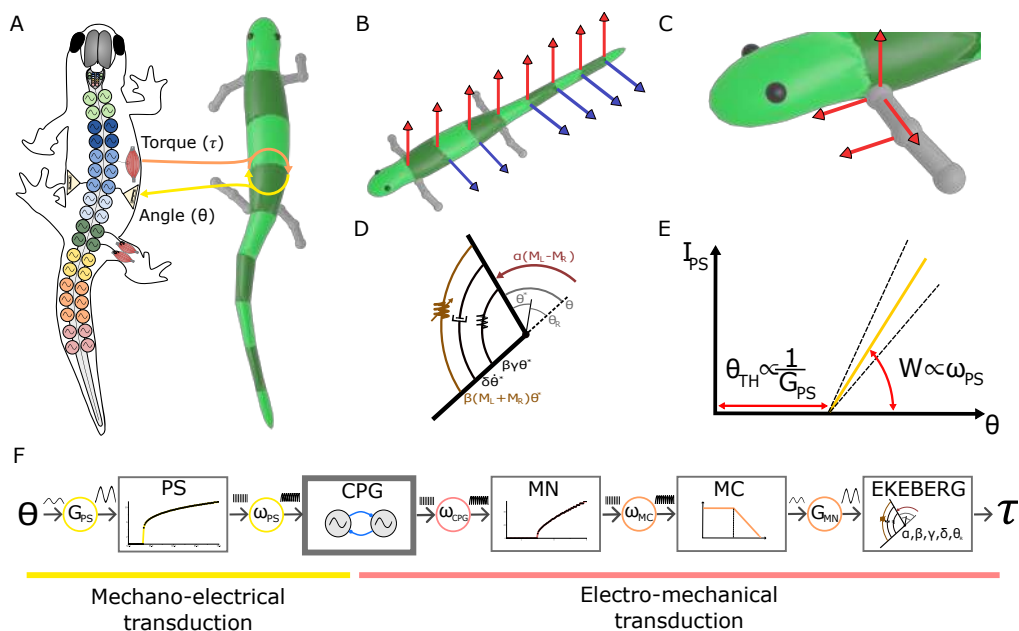 A
Torque (τ)
Angle (θ)
B
C
D
α(M_L-M_R)
θ*
θ
θ_R
βγθ*
δθ̇*
β(M_L+M_R)θ*
E
I_PS
θ_TH∝1/G_PS
W∝ω_PS
θ
F
PS
CPG
MN
MC
EKEBERG
θ
G_PS
ω_PS
ω_CPG
ω_MC
G_MN
α,β,γ,δ,θ_R
τ
Mechano-electrical
transduction
Electro-mechanical
transduction